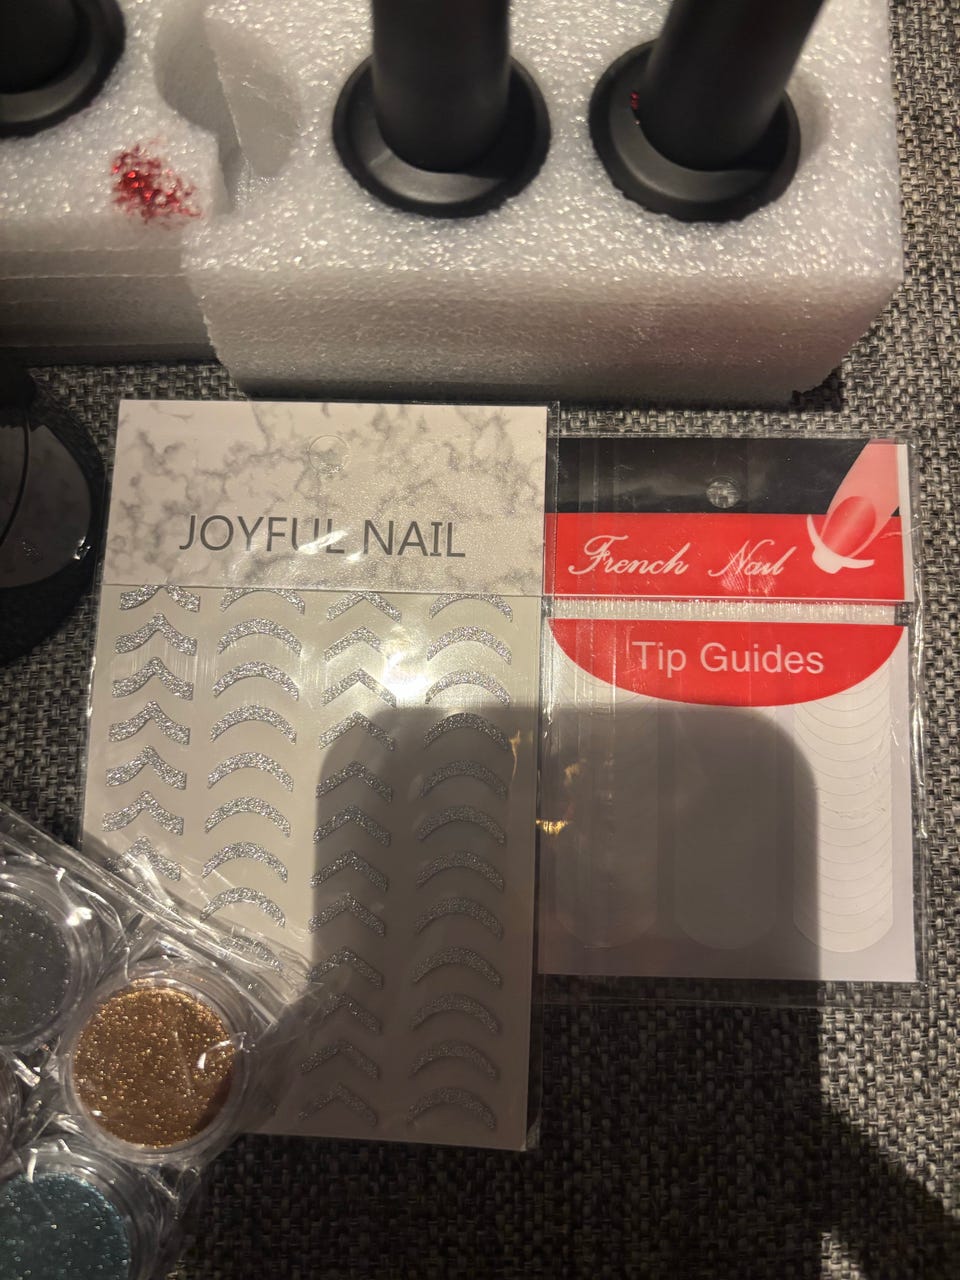 JOYFUL NAIL
French Nail
Tip Guides